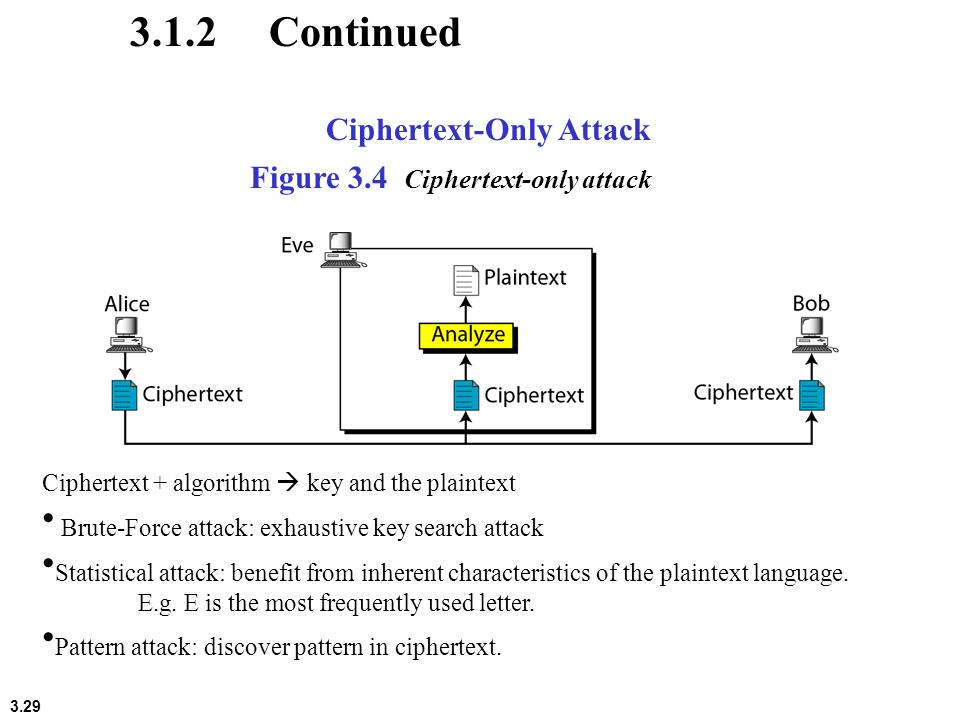 3.1.2 Continued
Ciphertext-Only Attack
Figure 3.4 Ciphertext-only attack
Eve
Plaintext
Alice
Bob
Analyze
Ciphertext
Ciphertext
Ciphertext
Ciphertext + algorithm → key and the plaintext
• Brute-Force attack: exhaustive key search attack
•Statistical attack: benefit from inherent characteristics of the plaintext language.
E.g. E is the most frequently used letter.
•Pattern attack: discover pattern in ciphertext.
3.29